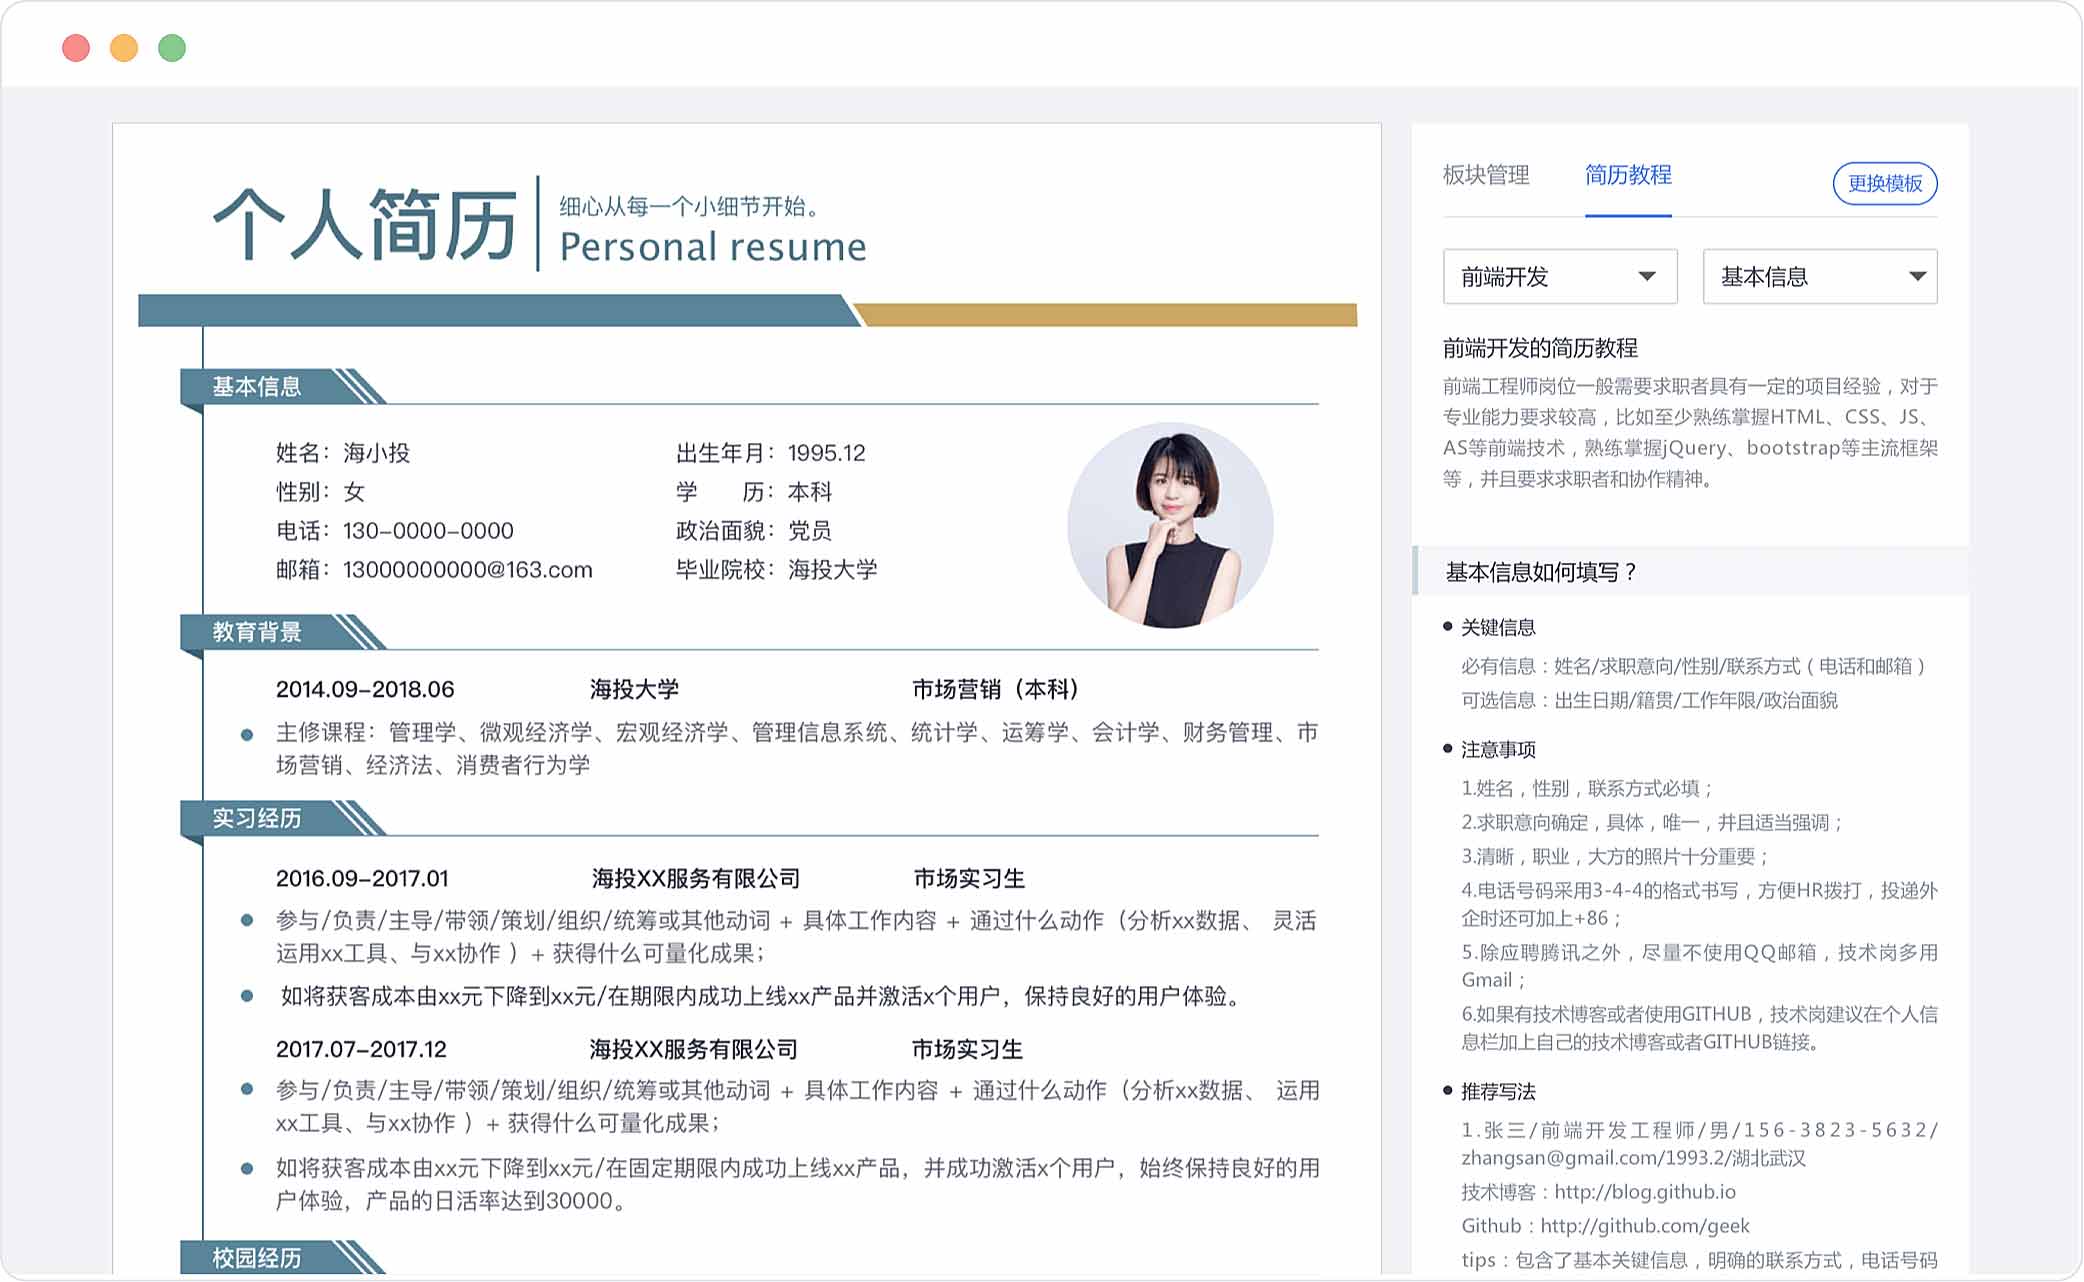 个人简历
细心从每一个小细节开始。
Personal resume
基本信息
姓名：海小投
出生年月：1995.12
性别：女
学 历：本科
电话：130-0000-0000
政治面貌：党员
邮箱：13000000000@163.com
毕业院校：海投大学
教育背景
2014.09-2018.06 海投大学 市场营销（本科）
主修课程：管理学、微观经济学、宏观经济学、管理信息系统、统计学、运筹学、会计学、财务管理、市
场营销、经济法、消费者行为学
实习经历
2016.09-2017.01 海投XX服务有限公司 市场实习生
参与/负责/主导/带领/策划/组织/统筹或其他动词 + 具体工作内容 + 通过什么动作（分析xx数据、 灵活
运用xx工具、与xx协作 ）+ 获得什么可量化成果；
如将获客成本由xx元下降到xx元/在期限内成功上线xx产品并激活x个用户，保持良好的用户体验。
2017.07-2017.12 海投XX服务有限公司 市场实习生
参与/负责/主导/带领/策划/组织/统筹或其他动词 + 具体工作内容 + 通过什么动作（分析xx数据、 运用
xx工具、与xx协作 ）+ 获得什么可量化成果；
如将获客成本由xx元下降到xx元/在固定期限内成功上线xx产品，并成功激活x个用户，始终保持良好的用
户体验，产品的日活率达到30000。
校园经历
板块管理 简历教程 更换模板
前端开发 基本信息
前端开发的简历教程
前端工程师岗位一般需要求职者具有一定的项目经验，对于
专业能力要求较高，比如至少熟练掌握HTML、CSS、JS、
AS等前端技术，熟练掌握jQuery、bootstrap等主流框架
等，并且要求求职者和协作精神。
基本信息如何填写？
关键信息
必有信息：姓名/求职意向/性别/联系方式（电话和邮箱）
可选信息：出生日期/籍贯/工作年限/政治面貌
注意事项
1.姓名，性别，联系方式必填；
2.求职意向确定，具体，唯一，并且适当强调；
3.清晰，职业，大方的照片十分重要；
4.电话号码采用3-4-4的格式书写，方便HR拨打，投递外
企时还可加上+86；
5.除应聘腾讯之外，尽量不使用QQ邮箱，技术岗多用
Gmail；
6.如果有技术博客或者使用GITHUB，技术岗建议在个人信
息栏加上自己的技术博客或者GITHUB链接。
推荐写法
1.张三/前端开发工程师/男/156-3823-5632/
zhangsan@gmail.com/1993.2/湖北武汉
技术博客：http://blog.github.io
Github：http://github.com/geek
tips：包含了基本关键信息，明确的联系方式，电话号码